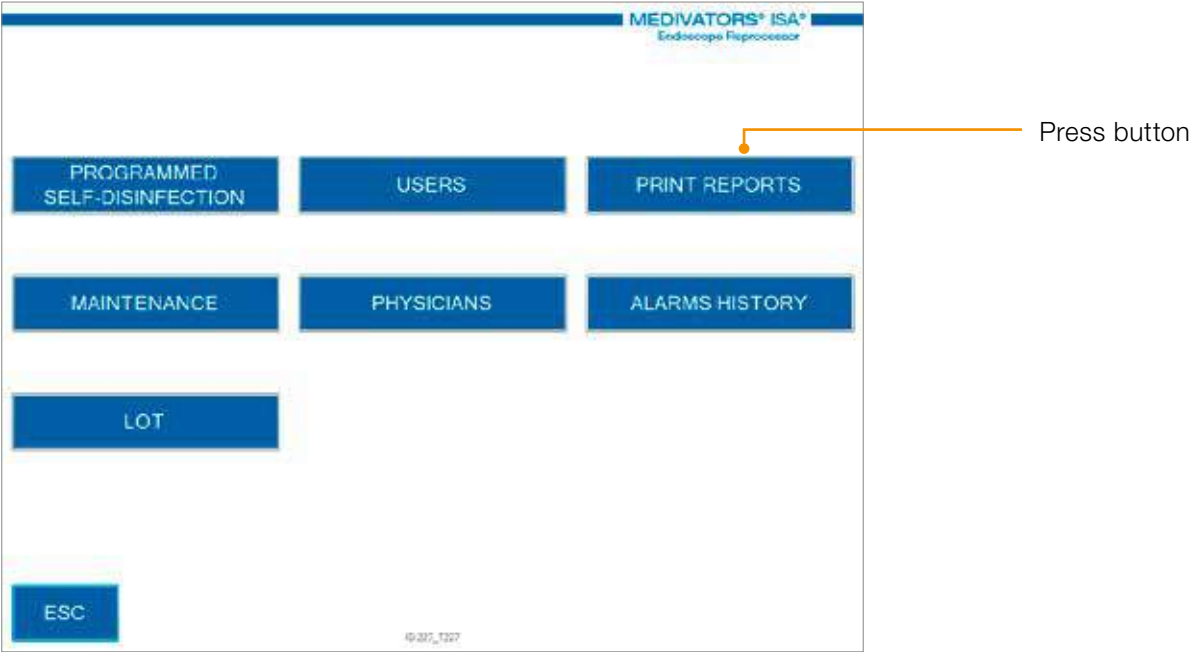 MEDIVATORS® ISA®
Endoscope Reprocessor
Press button
PROGRAMMED
SELF-DISINFECTION
USERS
PRINT REPORTS
MAINTENANCE
PHYSICIANS
ALARMS HISTORY
LOT
ESC